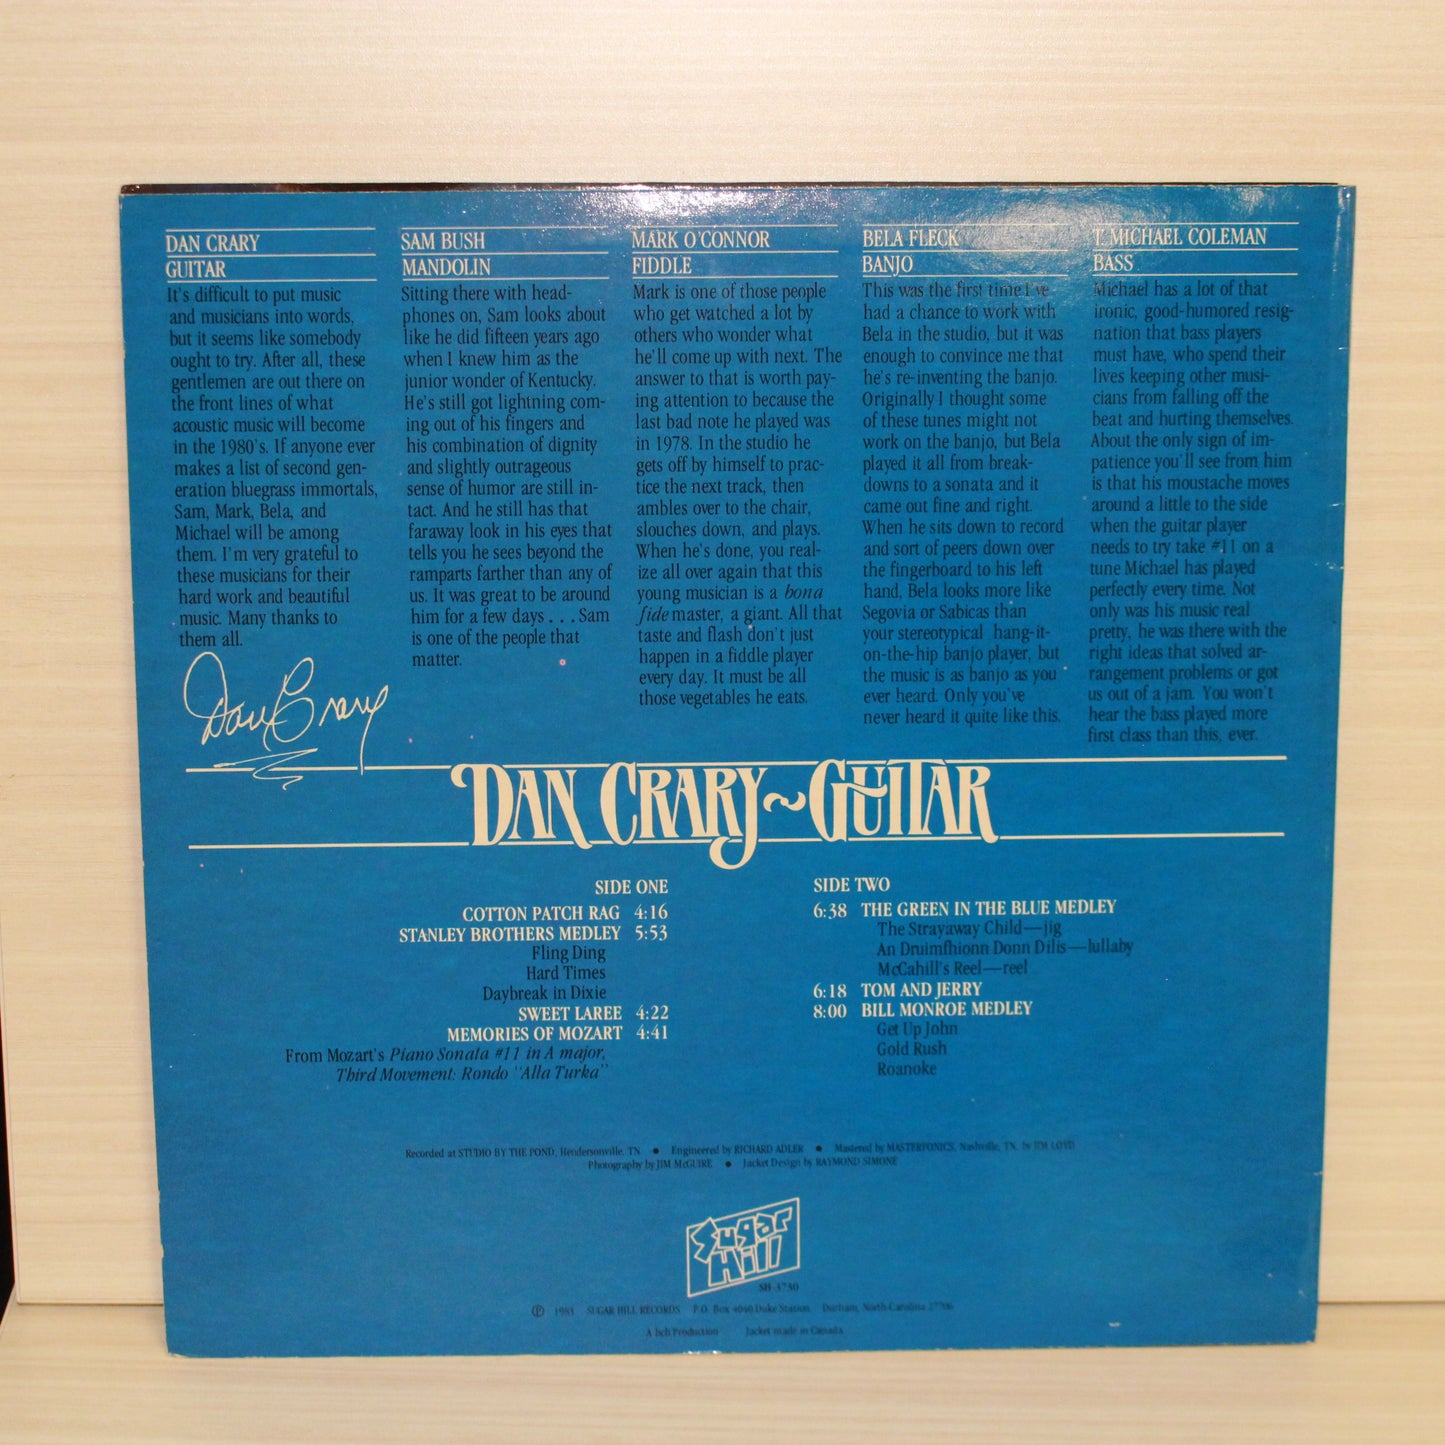 DAN CRARY
GUITAR
It's difficult to put music
and musicians into words,
but it seems like somebody
ought to try. After all, these
gentlemen are out there on
the front lines of what
acoustic music will become
in the 1980's. If anyone ever
makes a list of second gen-
eration bluegrass immortals,
Sam, Mark, Bela, and
Michael will be among
them. I'm very grateful to
these musicians for their
hard work and beautiful
music. Many thanks to
them all.
Dan Crary
SAM BUSH
MANDOLIN
Sitting there with head-
phones on, Sam looks about
like he did fifteen years ago
when I knew him as the
junior wonder of Kentucky.
He's still got lightning com-
ing out of his fingers and
his combination of dignity
and slightly outrageous
sense of humor are still in-
tact. And he still has that
faraway look in his eyes that
tells you he sees beyond the
ramparts farther than any of
us. It was great to be around
him for a few days . . . Sam
is one of the people that
matter.
MARK O'CONNOR
FIDDLE
Mark is one of those people
who get watched a lot by
others who wonder what
he'll come up with next. The
answer to that is worth pay-
ing attention to because the
last bad note he played was
in 1978. In the studio he
gets off by himself to prac-
tice the next track, then
ambles over to the chair,
slouches down, and plays.
When he's done, you real-
ize all over again that this
young musician is a bona
fide master, a giant. All that
taste and flash don't just
happen in a fiddle player
every day. It must be all
those vegetables he eats.
BELA FLECK
BANJO
This was the first time I've
had a chance to work with
Bela in the studio, but it was
enough to convince me that
he's re-inventing the banjo.
Originally I thought some
of these tunes might not
work on the banjo, but Bela
played it all from break-
downs to a sonata and it
came out fine and right.
When he sits down to record
and sort of peers down over
the fingerboard to his left
hand, Bela looks more like
Segovia or Sabicas than
your stereotypical hang-it-
on-the-hip banjo player, but
the music is as banjo as you
ever heard. Only you've
never heard it quite like this.
T. MICHAEL COLEMAN
BASS
Michael has a lot of that
ironic, good-humored resig-
nation that bass players
must have, who spend their
lives keeping other musi-
cians from falling off the
beat and hurting themselves.
About the only sign of im-
patience you'll see from him
is that his moustache moves
around a little to the side
when the guitar player
needs to try take #11 on a
tune Michael has played
perfectly every time. Not
only was his music real
pretty, he was there with the
right ideas that solved ar-
rangement problems or got
us out of a jam. You won't
hear the bass played more
first class than this, ever.
DAN CRARY~GUITAR
SIDE ONE
COTTON PATCH RAG 4:16
STANLEY BROTHERS MEDLEY 5:53
Fling Ding
Hard Times
Daybreak in Dixie
SWEET LAREE 4:22
MEMORIES OF MOZART 4:41
From Mozart's Piano Sonata #11 in A major,
Third Movement: Rondo "Alla Turka"
SIDE TWO
6:38 THE GREEN IN THE BLUE MEDLEY
The Strayaway Child—jig
An Druimfhionn Donn Dilis—lullaby
McCahill's Reel—reel
6:18 TOM AND JERRY
8:00 BILL MONROE MEDLEY
Get Up John
Gold Rush
Roanoke
Recorded at STUDIO BY THE POND, Hendersonville, TN ● Engineered by RICHARD ADLER ● Mastered by MASTERFONICS, Nashville, TN, by JIM LOYD
Photography by JIM McGUIRE ● Jacket Design by RAYMOND SIMONE
Sugar
Hill
SH-3730
Ⓟ 1983 SUGAR HILL RECORDS P.O. Box 4040 Duke Station, Durham, North Carolina 27706
A Isch Production Jacket made in Canada